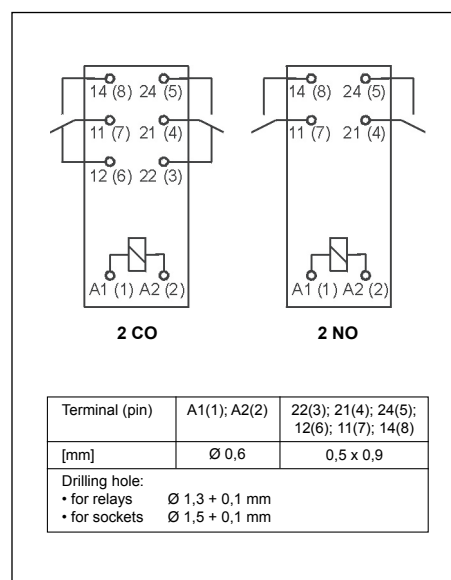 14 (8) 24 (5)
11 (7) 21 (4)
12 (6) 22 (3)
A1 (1) A2 (2)
2 CO
14 (8) 24 (5)
11 (7) 21 (4)
A1 (1) A2 (2)
2 NO
Terminal (pin) A1(1); A2(2) 22(3); 21(4); 24(5);
12(6); 11(7); 14(8)
[mm] Ø 0,6 0,5 x 0,9
Drilling hole:
• for relays Ø 1,3 + 0,1 mm
• for sockets Ø 1,5 + 0,1 mm